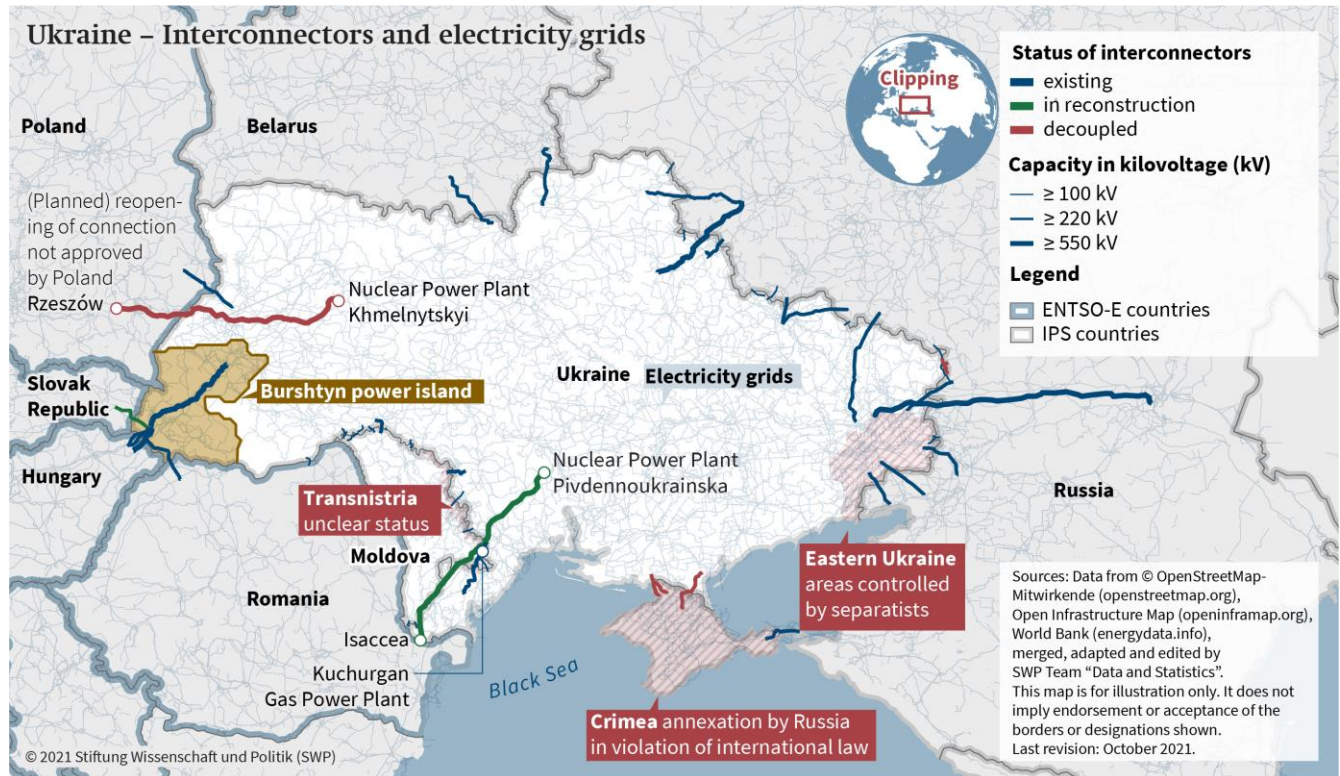 Ukraine – Interconnectors and electricity grids
Clipping
Status of interconnectors
existing
in reconstruction
decoupled
Capacity in kilovoltage (kV)
≥ 100 kV
≥ 220 kV
≥ 550 kV
Legend
ENTSO-E countries
IPS countries
Poland
Belarus
(Planned) reopen-
ing of connection
not approved
by Poland
Rzeszów
Nuclear Power Plant
Khmelnytskyi
Slovak
Republic
Burshtyn power island
Ukraine
Electricity grids
Hungary
Nuclear Power Plant
Pivdennoukrainska
Russia
Transnistria
unclear status
Moldova
Romania
Isaccea
Kuchurgan
Gas Power Plant
Black Sea
Eastern Ukraine
areas controlled
by separatists
Crimea annexation by Russia
in violation of international law
Sources: Data from © OpenStreetMap-
Mitwirkende (openstreetmap.org),
Open Infrastructure Map (openinframap.org),
World Bank (energydata.info),
merged, adapted and edited by
SWP Team “Data and Statistics”.
This map is for illustration only. It does not
imply endorsement or acceptance of the
borders or designations shown.
Last revision: October 2021.
© 2021 Stiftung Wissenschaft und Politik (SWP)